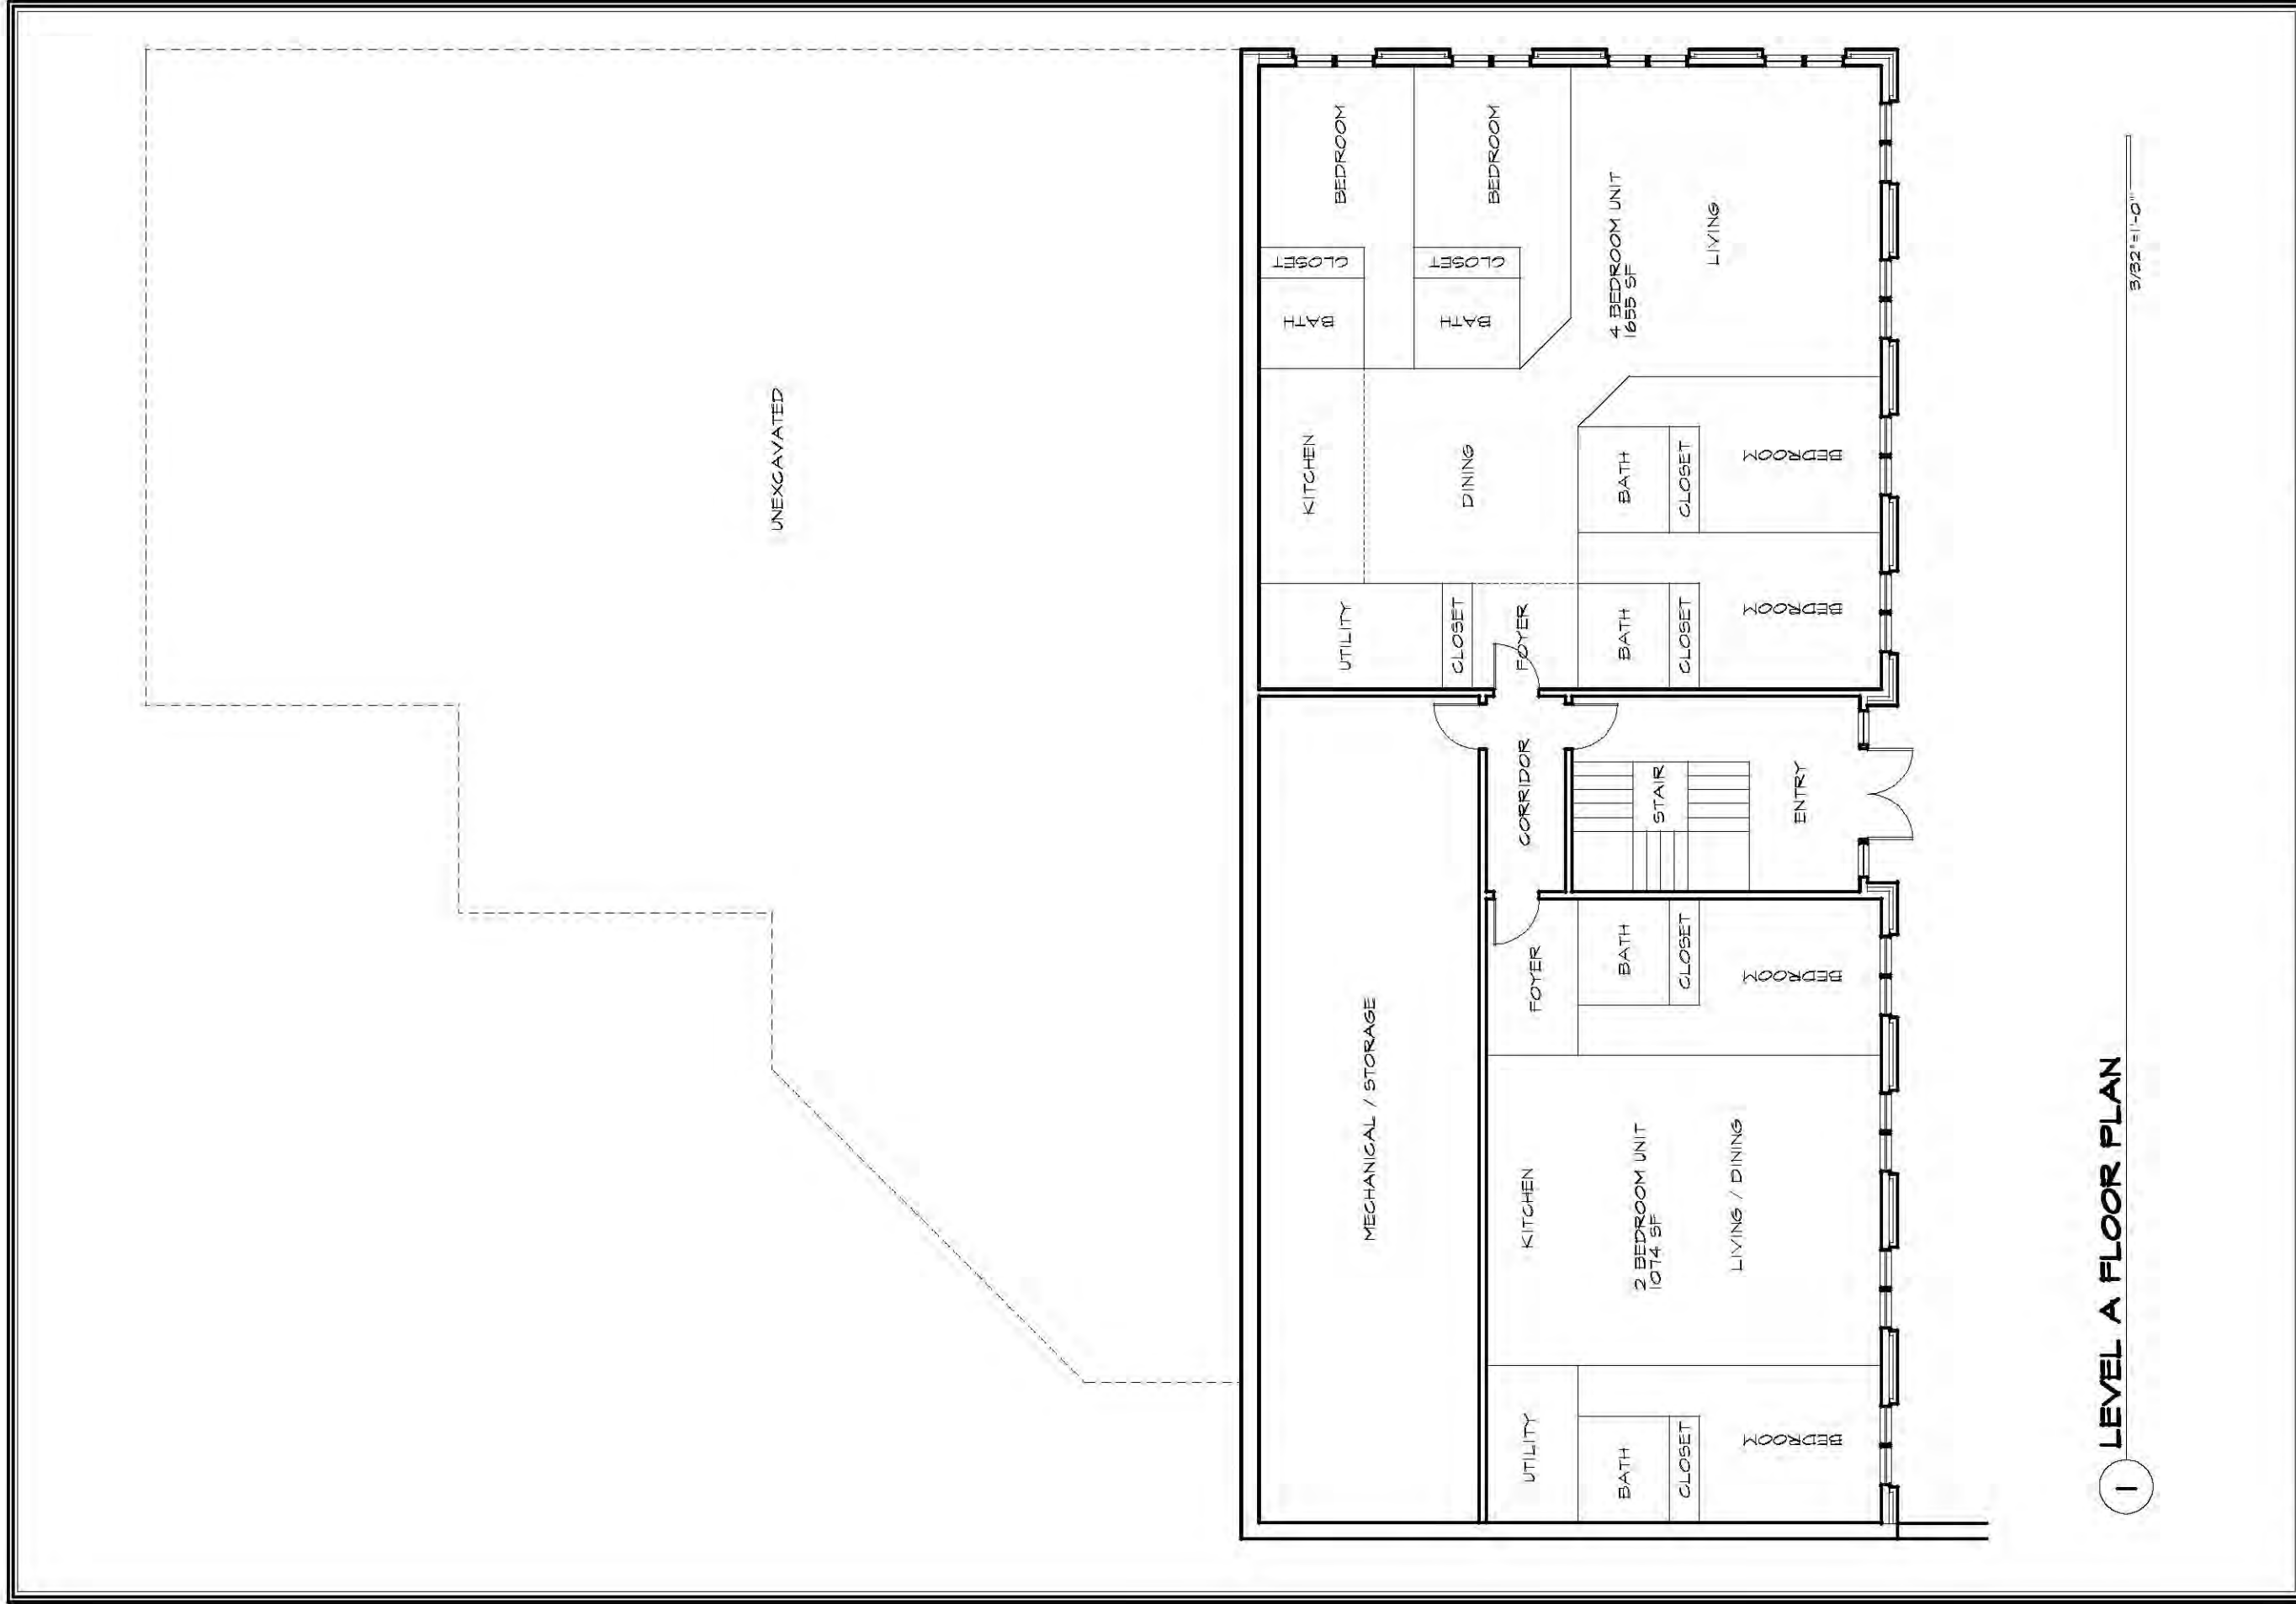 UNEXCAVATED
MECHANICAL / STORAGE
UTILITY
KITCHEN
BATH
CLOSET
BEDROOM
CLOSET
DINING
BATH
CLOSET
BEDROOM
UTILITY
KITCHEN
FOYER
CORRIDOR
FOYER
4 BEDROOM UNIT
1655 SF
LIVING
BATH
CLOSET
BEDROOM
2 BEDROOM UNIT
1074 SF
LIVING / DINING
BATH
CLOSET
BEDROOM
STAIR
ENTRY
BATH
CLOSET
BEDROOM
BATH
CLOSET
BEDROOM
1
LEVEL A FLOOR PLAN
3/32"=1'-0"